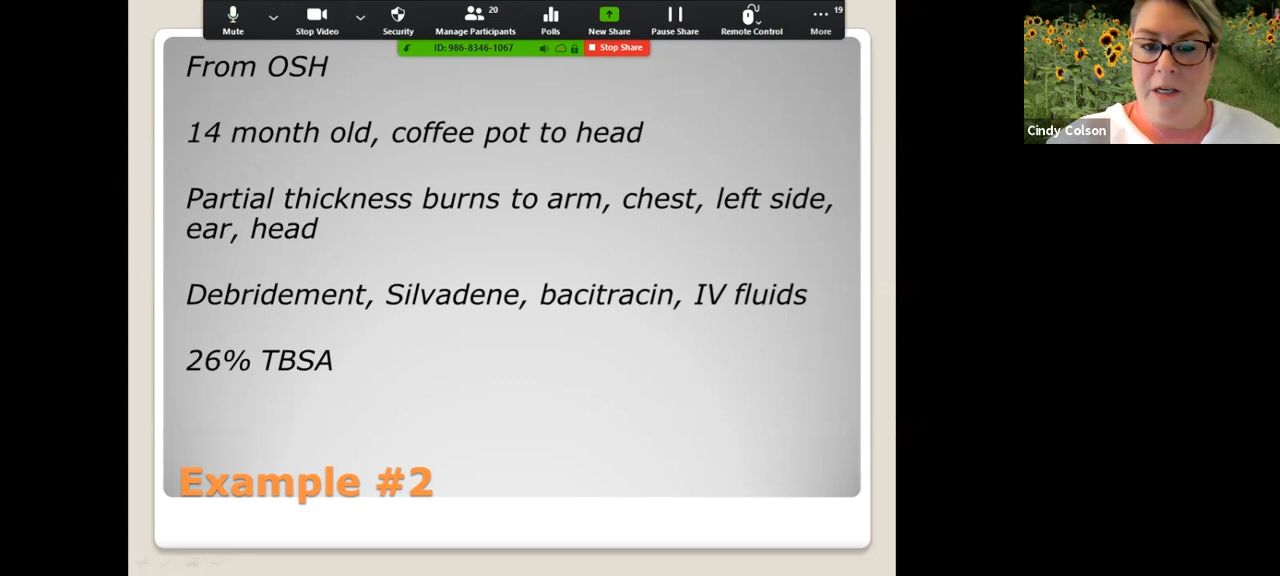 20
19
Mute
Stop Video
Security
Manage Participants
Polls
New Share
Pause Share
Remote Control
More
ID: 986-8346-1067
Stop Share
From OSH
14 month old, coffee pot to head
Partial thickness burns to arm, chest, left side,
ear, head
Debridement, Silvadene, bacitracin, IV fluids
26% TBSA
Example #2
Cindy Colson